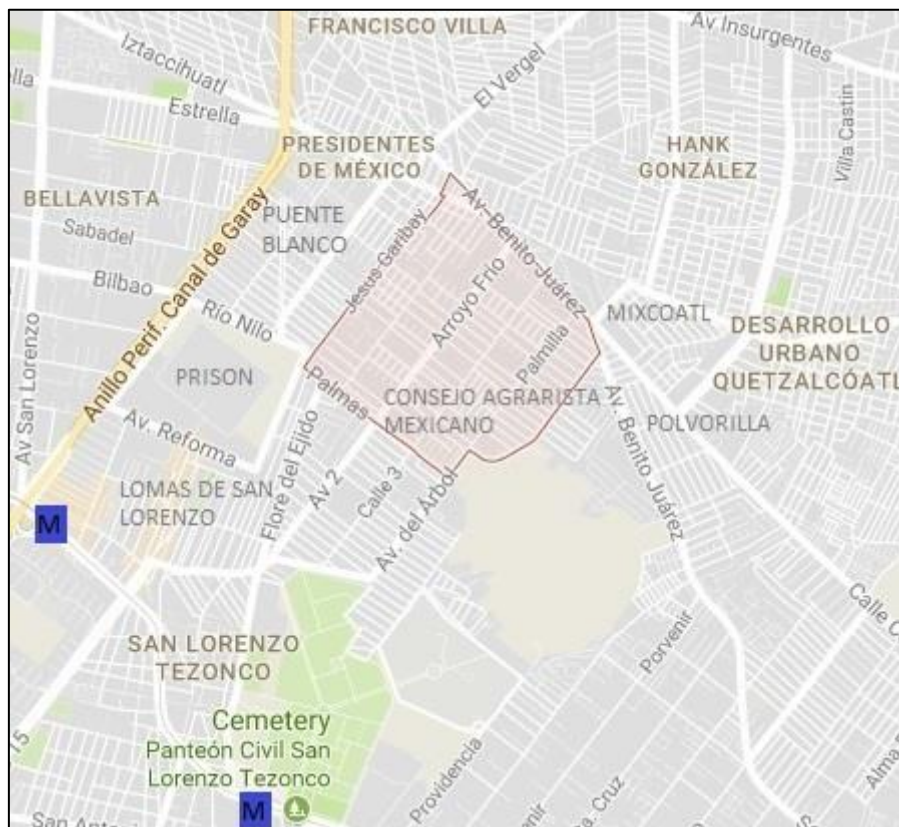 FRANCISCO VILLA
Av Insurgentes
Iztaccihuatl
ella
Estrella
El Vergel
Villa Castin
PRESIDENTES
DE MÉXICO
HANK
GONZÁLEZ
BELLAVISTA
Sabadel
PUENTE
BLANCO
Anillo Perif. Canal de Garay
Jesus Garibay
Av. Benito Juárez
Arroyo Frio
Bilbao
Río Nilo
MIXCOATL
DESARROLLO
URBANO
QUETZALCÓATL
Av San Lorenzo
PRISON
Palmas
Palmilla
CONSEJO AGRARISTA
MEXICANO
POLVORILLA
Av. Reforma
Flore del Ejido
Av 2
Calle 3
Av. del Árbol
Av. Benito Juárez
LOMAS DE SAN
LORENZO
M
Calle C
SAN LORENZO
TEZONCO
Porvenir
Cemetery
Panteón Civil San
Lorenzo Tezonco
15
Providencia
M
Alma